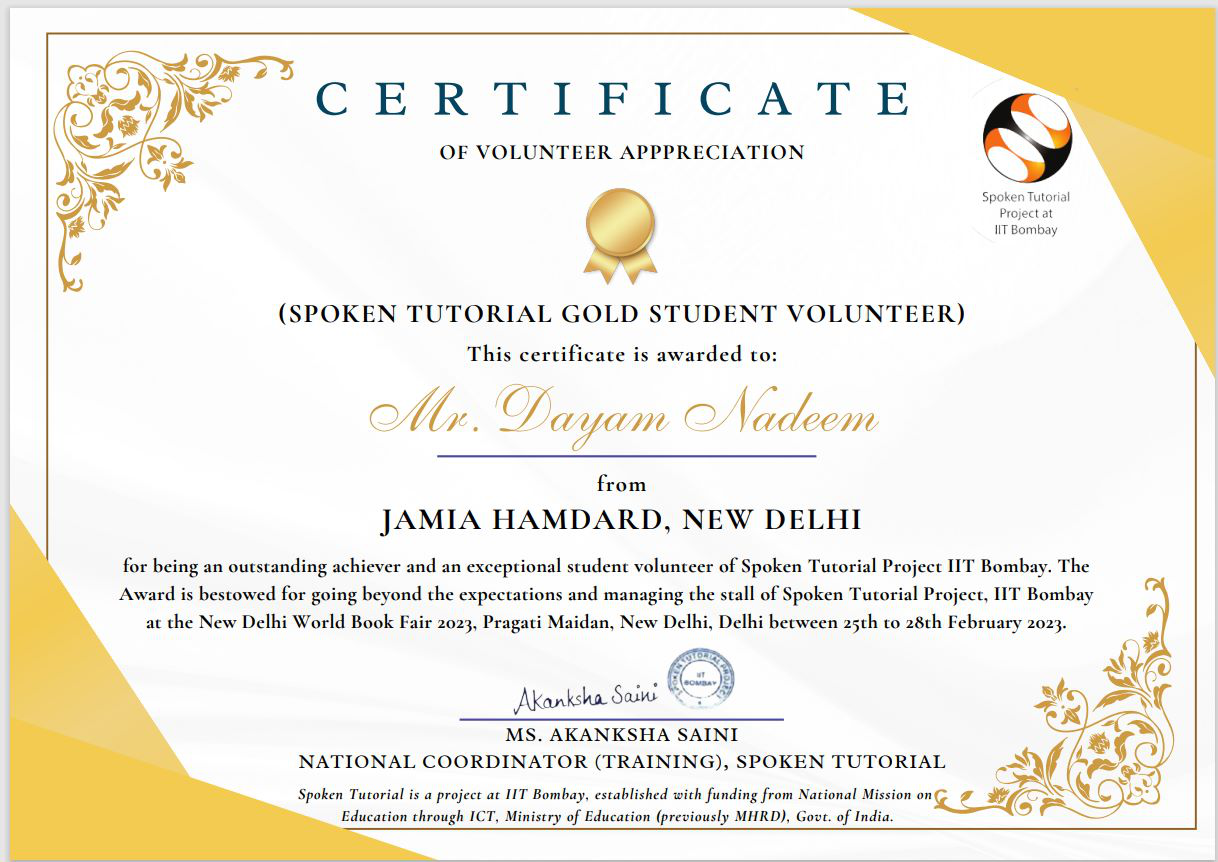 CERTIFICATE
OF VOLUNTEER APPPRECIATION
Spoken Tutorial
Project at
IIT Bombay
(SPOKEN TUTORIAL GOLD STUDENT VOLUNTEER)
This certificate is awarded to:
Mr. Dayam Nadeem
from
JAMIA HAMDARD, NEW DELHI
for being an outstanding achiever and an exceptional student volunteer of Spoken Tutorial Project IIT Bombay. The
Award is bestowed for going beyond the expectations and managing the stall of Spoken Tutorial Project, IIT Bombay
at the New Delhi World Book Fair 2023, Pragati Maidan, New Delhi, Delhi between 25th to 28th February 2023.
Akanksha Saini
SPOKEN TUTORIAL PROJECT
IIT
BOMBAY
MS. AKANKSHA SAINI
NATIONAL COORDINATOR (TRAINING), SPOKEN TUTORIAL
Spoken Tutorial is a project at IIT Bombay, established with funding from National Mission on
Education through ICT, Ministry of Education (previously MHRD), Govt. of India.